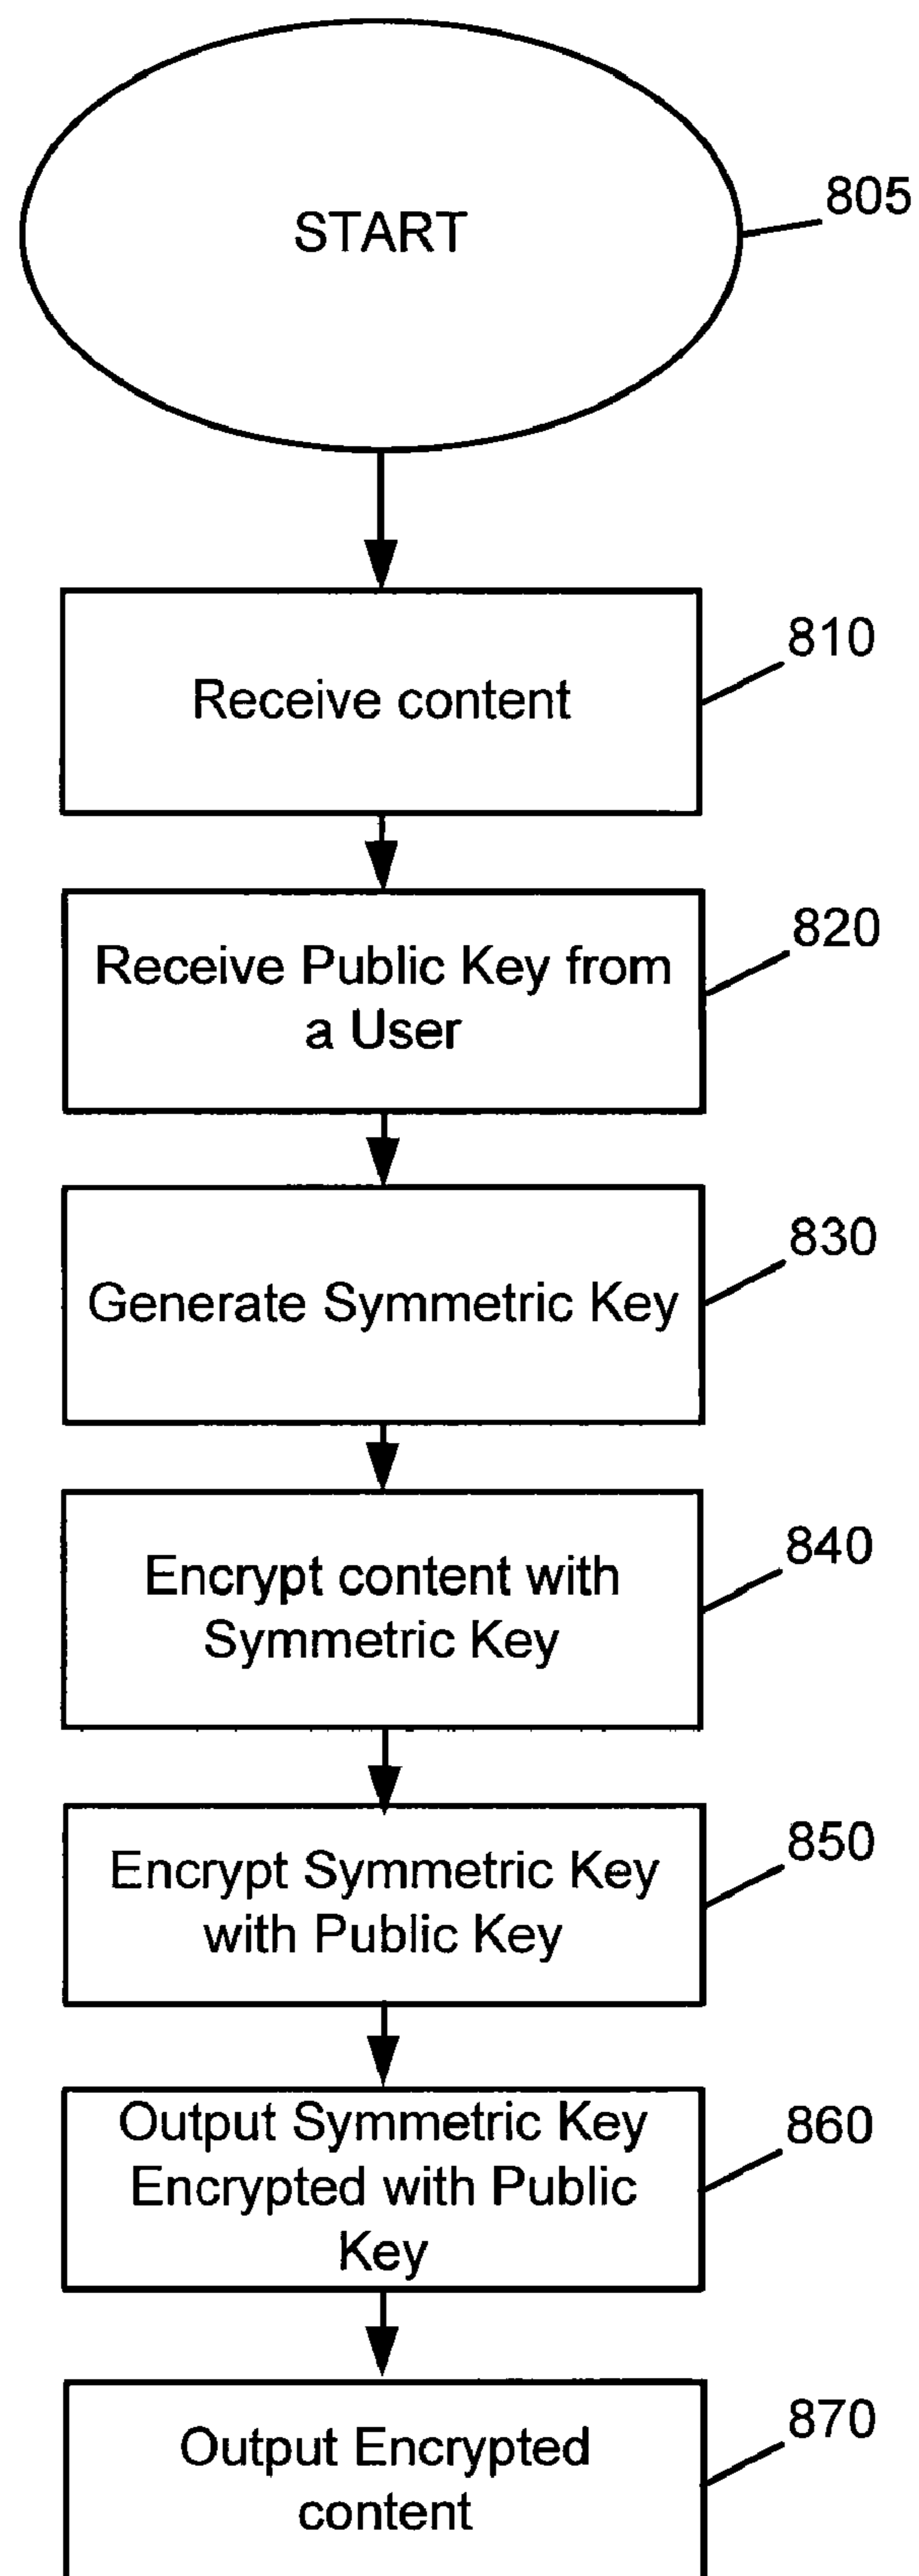 START
805
Receive content
810
Receive Public Key from
a User
820
Generate Symmetric Key
830
Encrypt content with
Symmetric Key
840
Encrypt Symmetric Key
with Public Key
850
Output Symmetric Key
Encrypted with Public
Key
860
Output Encrypted
content
870